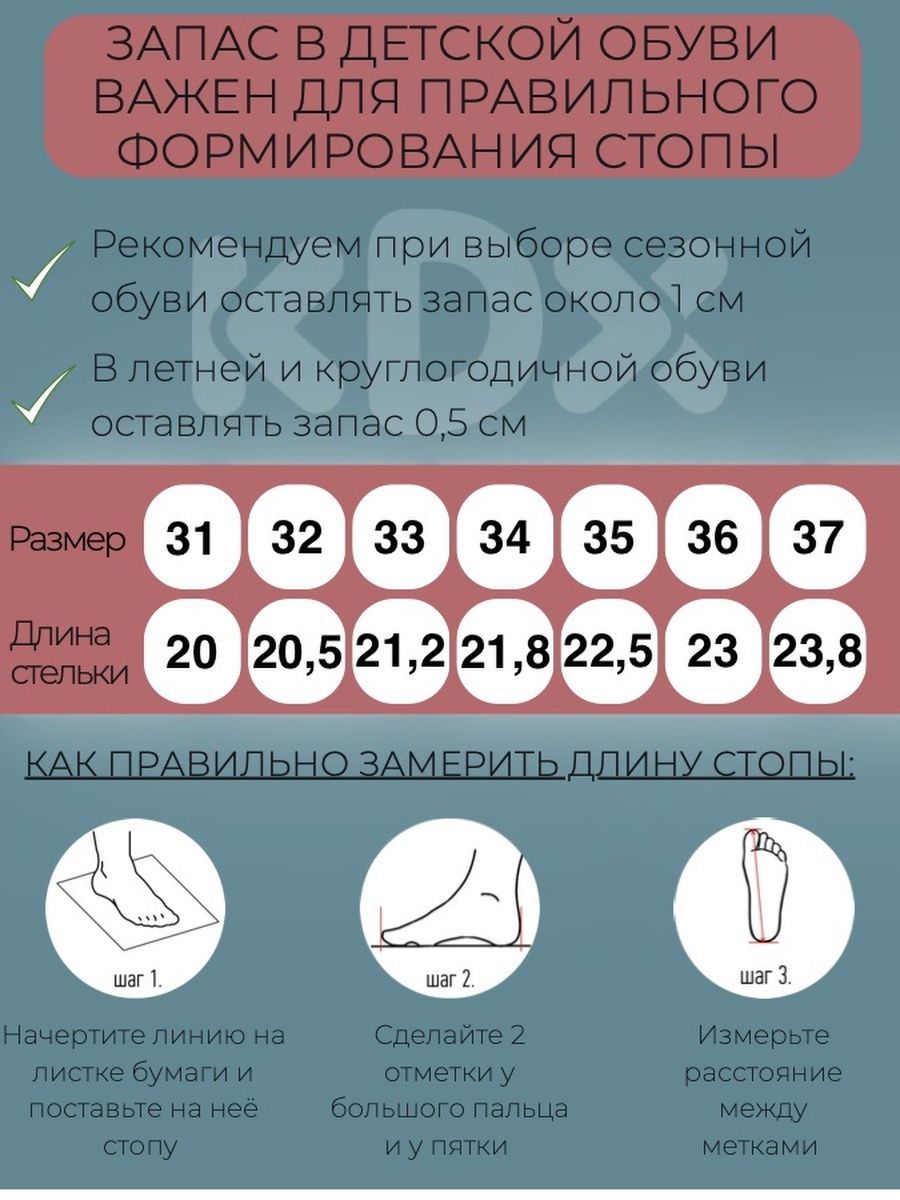 ЗАПАС В ДЕТСКОЙ ОБУВИ
ВАЖЕН ДЛЯ ПРАВИЛЬНОГО
ФОРМИРОВАНИЯ СТОПЫ
KDX
Рекомендуем при выборе сезонной
обуви оставлять запас около 1 см
В летней и круглогодичной обуви
оставлять запас 0,5 см
Размер 31 32 33 34 35 36 37
Длина
стельки 20 20,5 21,2 21,8 22,5 23 23,8
КАК ПРАВИЛЬНО ЗАМЕРИТЬ ДЛИНУ СТОПЫ:
шаг 1.
Начертите линию на
листке бумаги и
поставьте на неё
стопу
шаг 2.
Сделайте 2
отметки у
большого пальца
и у пятки
шаг 3.
Измерьте
расстояние
между
метками